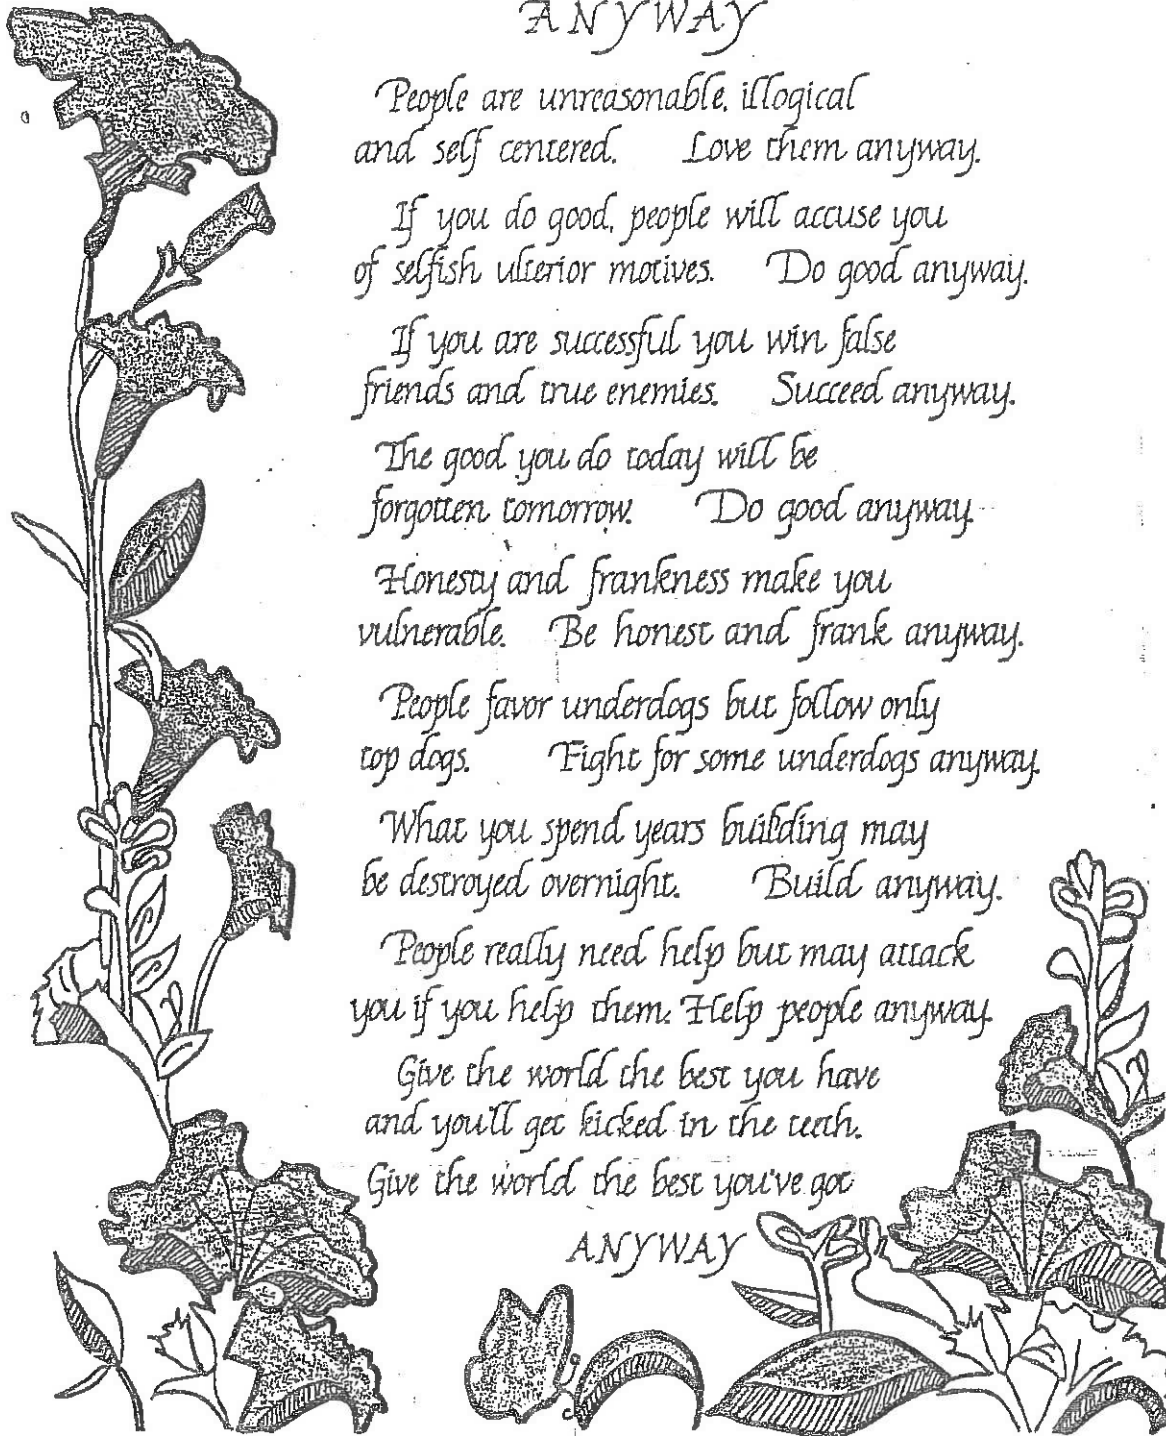 ANYWAY
People are unreasonable, illogical
and self centered. Love them anyway.
If you do good, people will accuse you
of selfish ulterior motives. Do good anyway.
If you are successful you win false
friends and true enemies. Succeed anyway.
The good you do today will be
forgotten tomorrow. Do good anyway.
Honesty and frankness make you
vulnerable. Be honest and frank anyway.
People favor underdogs but follow only
top dogs. Fight for some underdogs anyway.
What you spend years building may
be destroyed overnight. Build anyway.
People really need help but may attack
you if you help them. Help people anyway.
Give the world the best you have
and you'll get kicked in the teeth.
Give the world the best you've got
ANYWAY